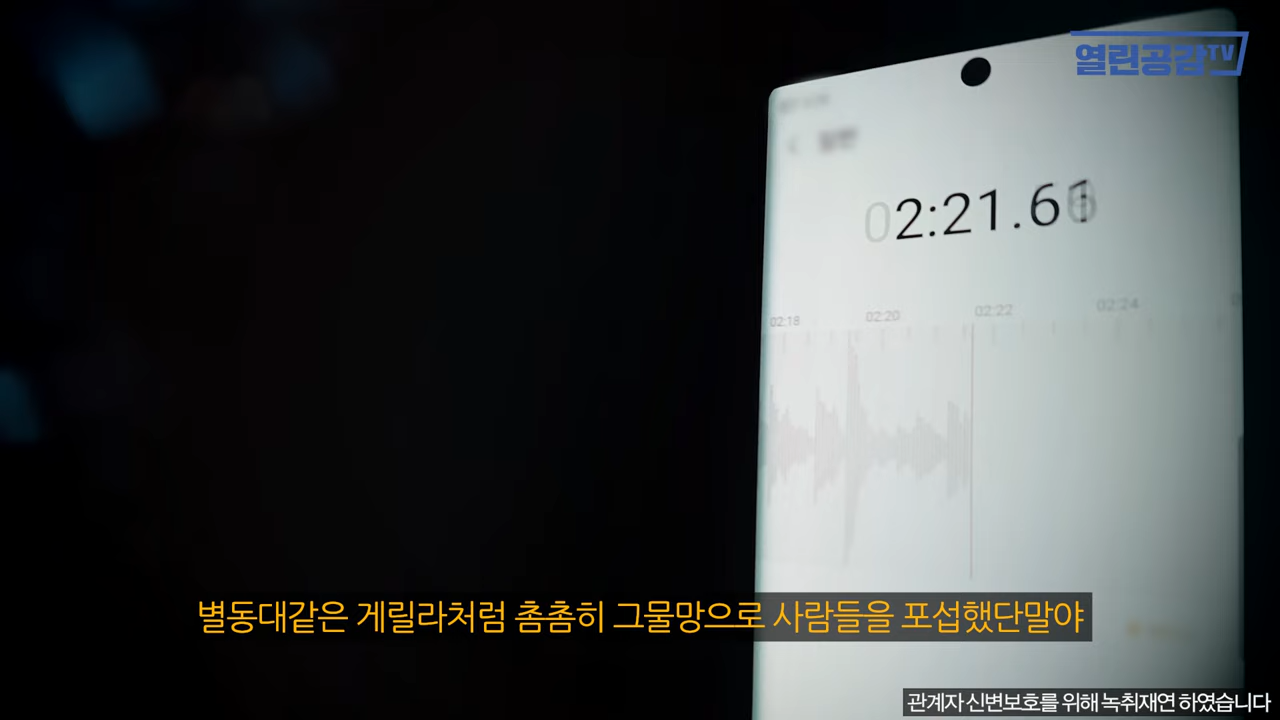 열린공감TV
02:21.6
02:18
02:20
02:22
02:24
별동대같은 게릴라처럼 촘촘히 그물망으로 사람들을 포섭했단말야
관계자 신변보호를 위해 녹취재연 하였습니다